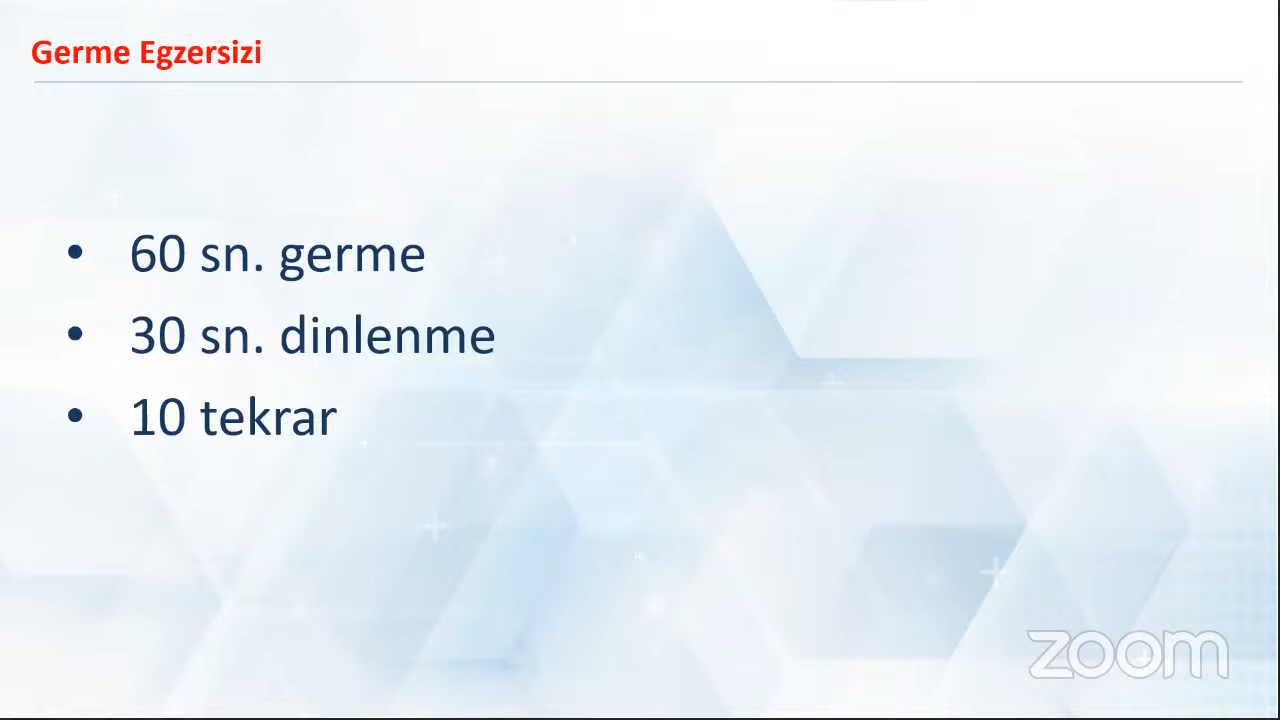 Germe Egzersizi
• 60 sn. germe
• 30 sn. dinlenme
• 10 tekrar
zoom